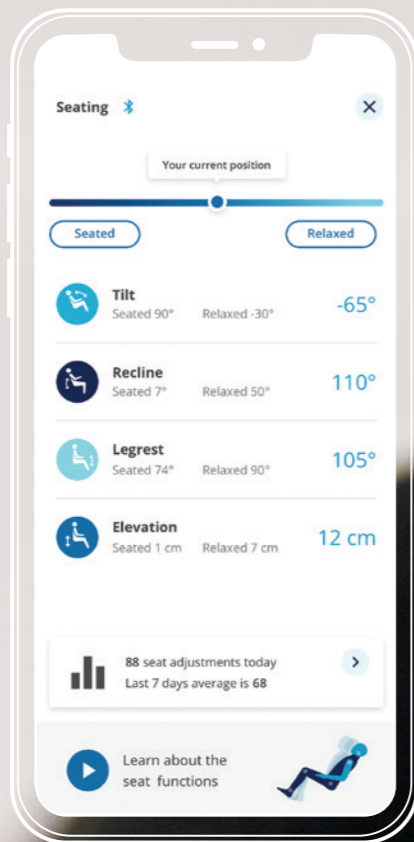 Seating
Your current position
Seated
Relaxed
Tilt
Seated 90° Relaxed -30°
-65°
Recline
Seated 7° Relaxed 50°
110°
Legrest
Seated 74° Relaxed 90°
105°
Elevation
Seated 1 cm Relaxed 7 cm
12 cm
88 seat adjustments today
Last 7 days average is 68
Learn about the
seat functions